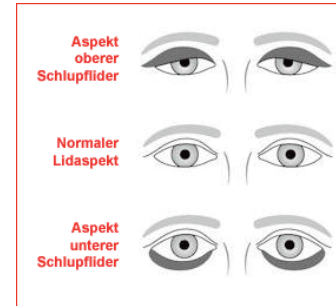 Aspekt
oberer
Schlupflider
Normaler
Lidaspekt
Aspekt
unterer
Schlupflider